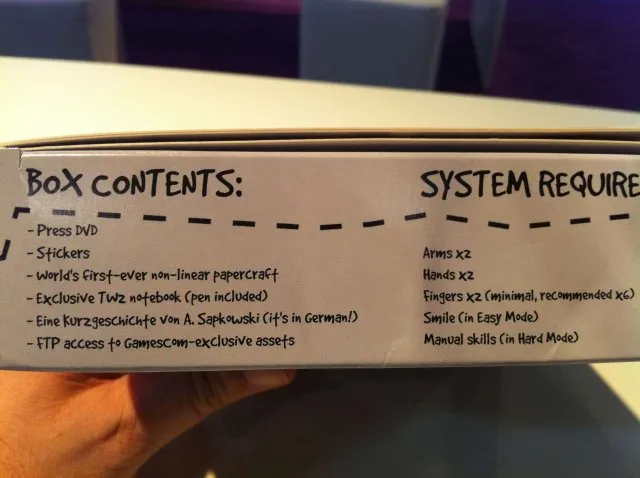 BOX CONTENTS:
- Press DVD
- Stickers
- World's first-ever non-linear papercraft
- Exclusive TW2 notebook (pen included)
- Eine Kurzgeschichte von A. Sapkowski (it's in German!)
- FTP access to Gamescom-exclusive assets
SYSTEM REQUIRE
Arms x2
Hands x2
Fingers x2 (minimal, recommended x6)
Smile (in Easy Mode)
Manual skills (in Hard Mode)